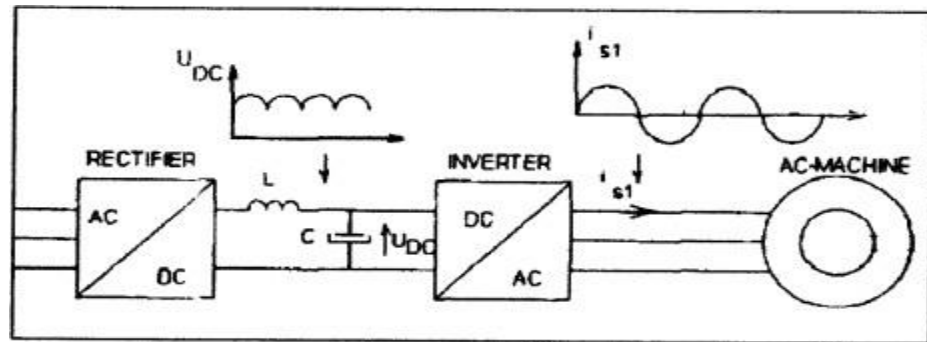 U DC
i s1
RECTIFIER
INVERTER
AC-MACHINE
L
i s1
AC
DC
C
U DC
DC
AC